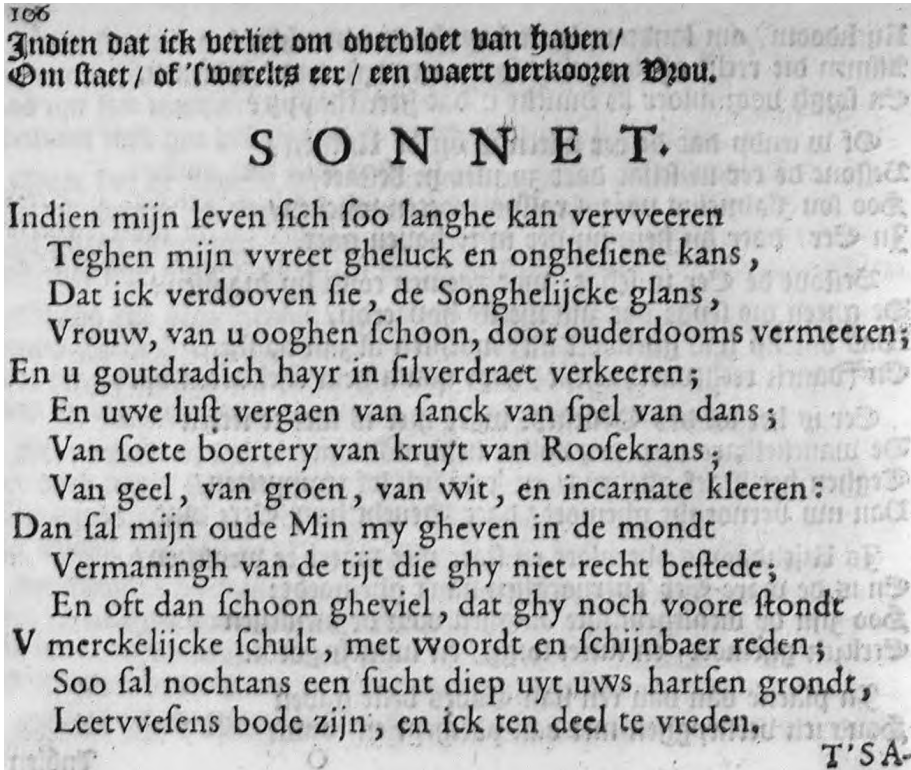 106
Indien dat ick verliet om overvloet van haven/
Om staet/ of 's werelts eer/ een waert verkooren Vrou.
SONNET.
Indien mijn leven sich soo langhe kan vervveeren
Teghen mijn vvreet gheluck en onghesiene kans,
Dat ick verdooven sie, de Songhelijcke glans,
Vrouw, van u ooghen schoon, door ouderdooms vermeeren;
En u goutdradich hayr in silverdraet verkeeren;
En uwe lust vergaen van sanck van spel van dans;
Van soete boertery van kruyt van Roosekrans,
Van geel, van groen, van wit, en incarnate kleeren:
Dan sal mijn oude Min my gheven in de mondt
Vermaningh van de tijt die ghy niet recht bestede;
En oft dan schoon gheviel, dat ghy noch voore stondt
V merckelijcke schult, met woordt en schijnbaer reden;
Soo sal nochtans een sucht diep uyt uws hartsen grondt,
Leetvvesens bode zijn, en ick ten deel te vreden.
T'SA-